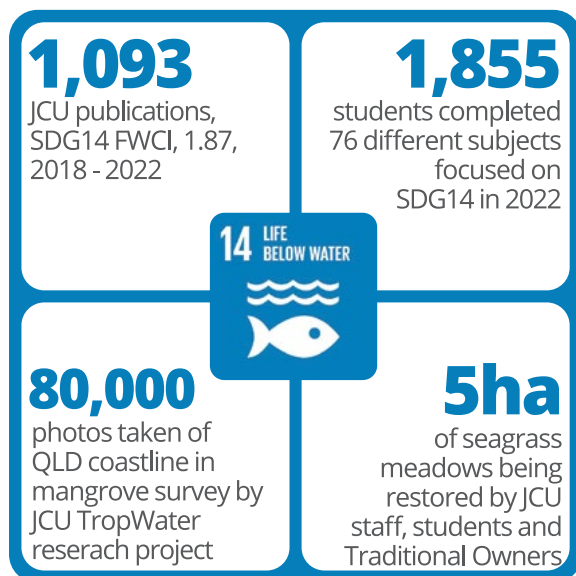 1,093
JCU publications,
SDG14 FWCI, 1.87,
2018 - 2022
1,855
students completed
76 different subjects
focused on
SDG14 in 2022
14 LIFE
BELOW WATER
80,000
photos taken of
QLD coastline in
mangrove survey by
JCU TropWater
reserach project
5ha
of seagrass
meadows being
restored by JCU
staff, students and
Traditional Owners